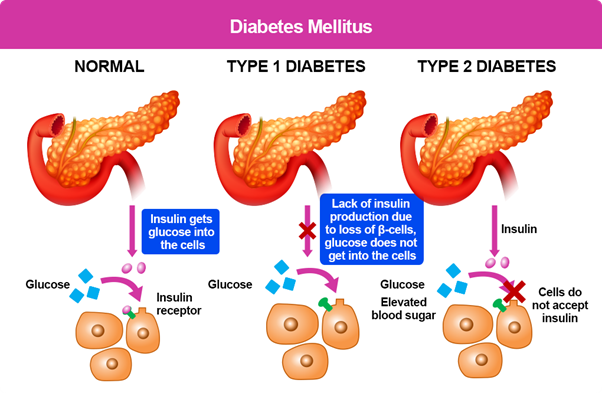 Diabetes Mellitus
NORMAL
Insulin gets
glucose into
the cells
Glucose
Insulin
receptor
TYPE 1 DIABETES
Lack of insulin
production due
to loss of β-cells,
glucose does not
get into the cells
Glucose
TYPE 2 DIABETES
Insulin
Glucose
Elevated
blood sugar
Cells do
not accept
insulin